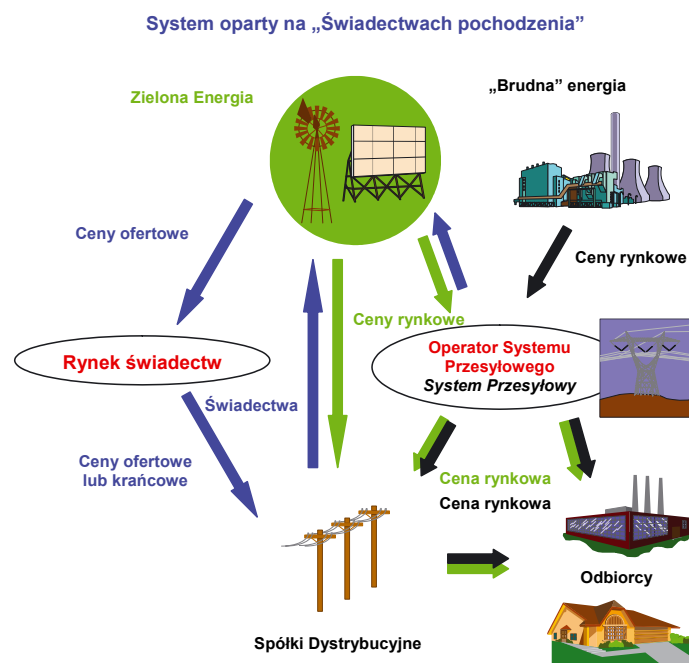 System oparty na „Świadectwach pochodzenia”
Zielona Energia
„Brudna” energia
Ceny ofertowe
Ceny rynkowe
Ceny rynkowe
Rynek świadectw
Operator Systemu
Przesyłowego
System Przesyłowy
Świadectwa
Ceny ofertowe
lub krańcowe
Cena rynkowa
Cena rynkowa
Odbiorcy
Spółki Dystrybucyjne